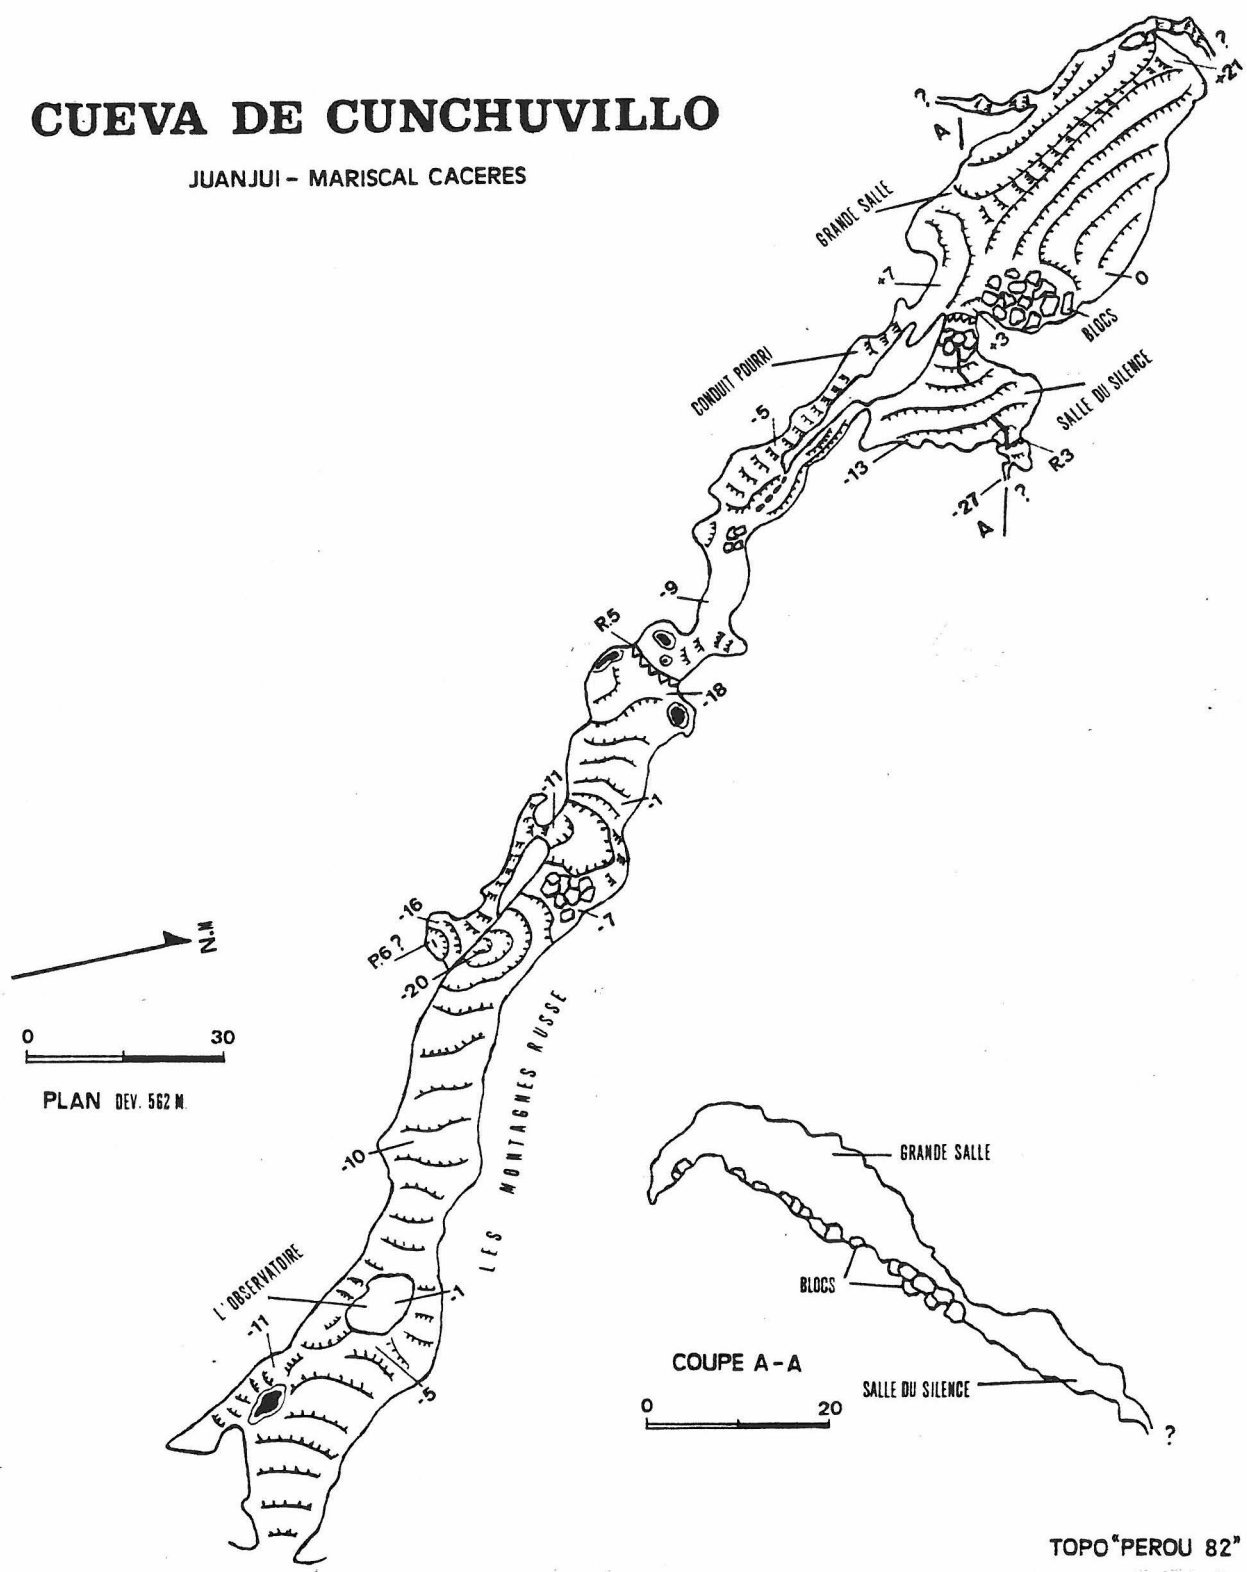 CUEVA DE CUNCHUVILLO
JUANJUI - MARISCAL CACERES
?
+21
?
A
GRANDE SALLE
+7
0
BLOCS
+3
CONDUIT POURRI
SALLE DU SILENCE
-5
R.3
-13
-27
?
A
-9
R.5
-18
-11
-1
-16
-7
P.6 ?
-20
N.M
0 30
PLAN DEV. 562 M.
LES MONTAGNES RUSSE
-10
L'OBSERVATOIRE
-1
-11
-5
GRANDE SALLE
BLOCS
COUPE A-A
SALLE DU SILENCE
0 20
?
TOPO "PEROU 82"